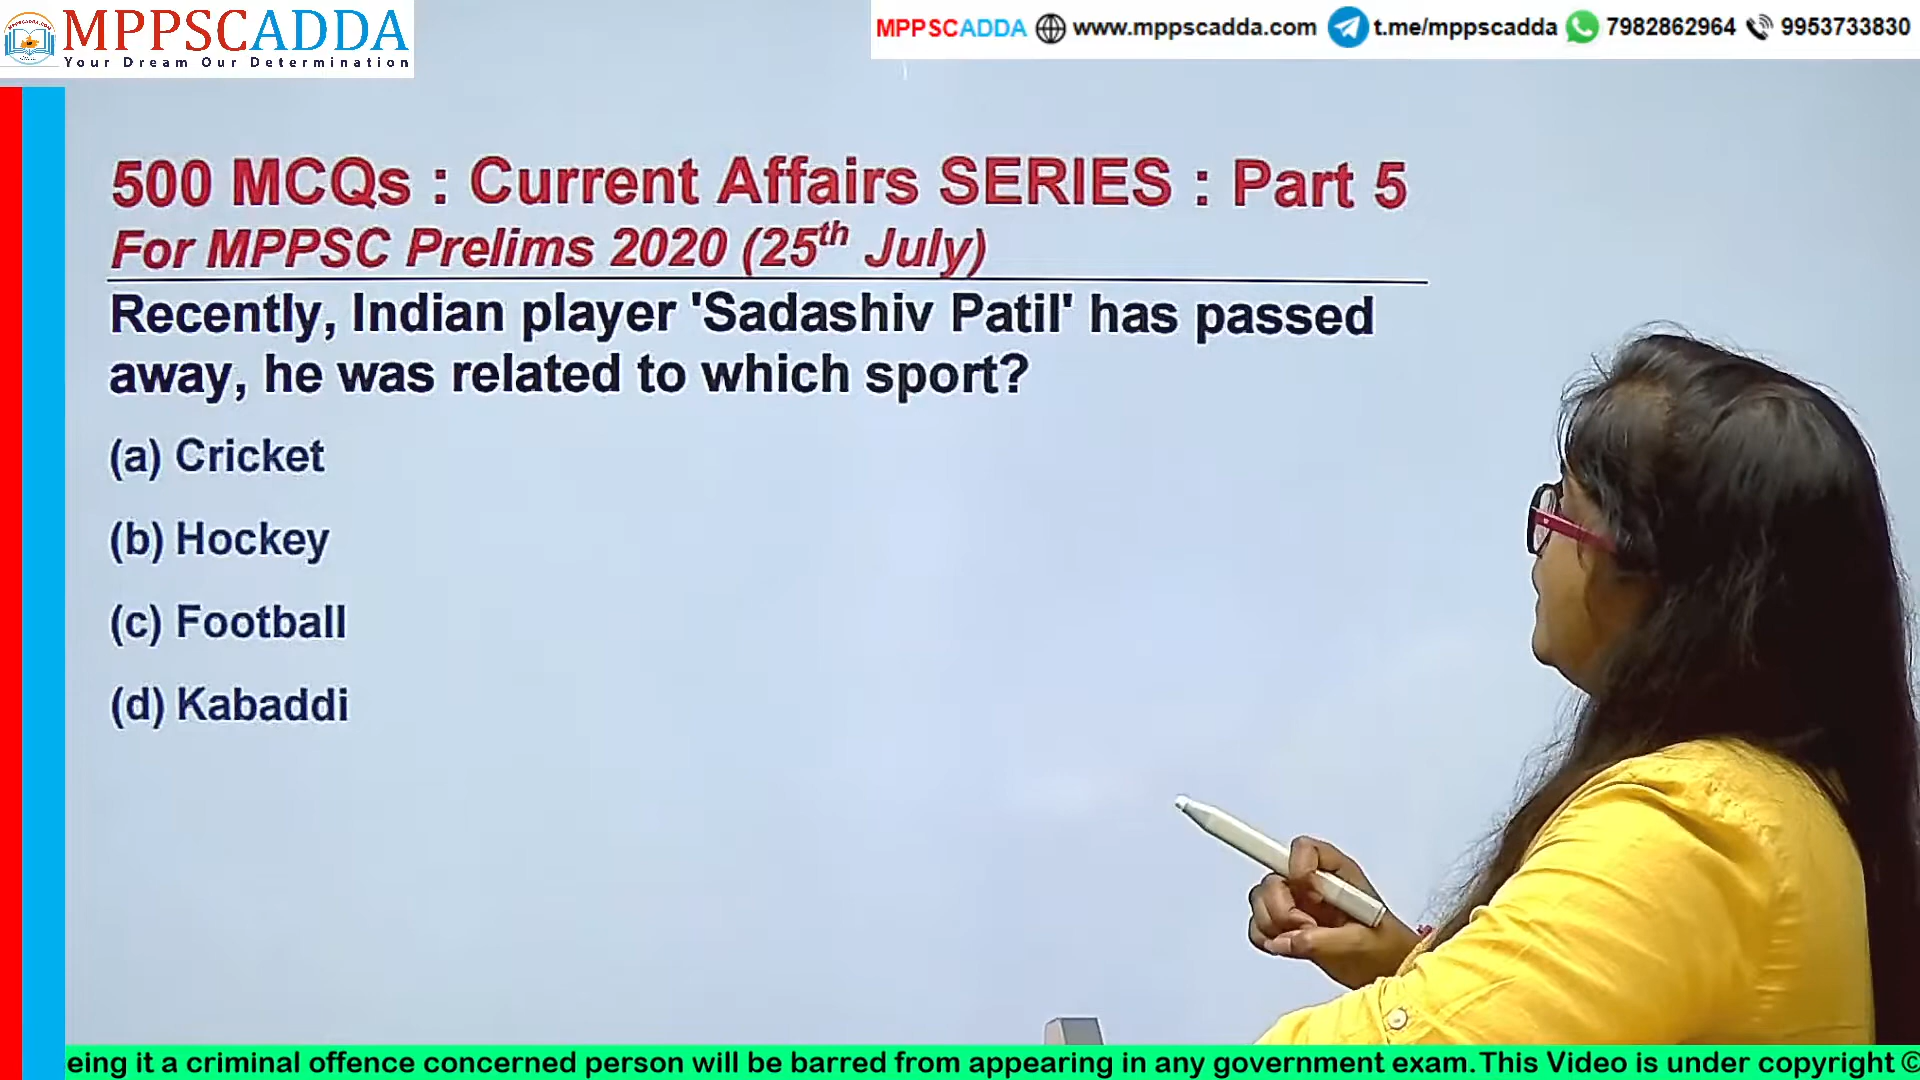 MPPSCADDA
Your Dream Our Determination
MPPSCADDA www.mppscadda.com t.me/mppscadda 7982862964 9953733830
500 MCQs : Current Affairs SERIES : Part 5
For MPPSC Prelims 2020 (25th July)
Recently, Indian player 'Sadashiv Patil' has passed
away, he was related to which sport?
(a) Cricket
(b) Hockey
(c) Football
(d) Kabaddi
eing it a criminal offence concerned person will be barred from appearing in any government exam.This Video is under copyright ©